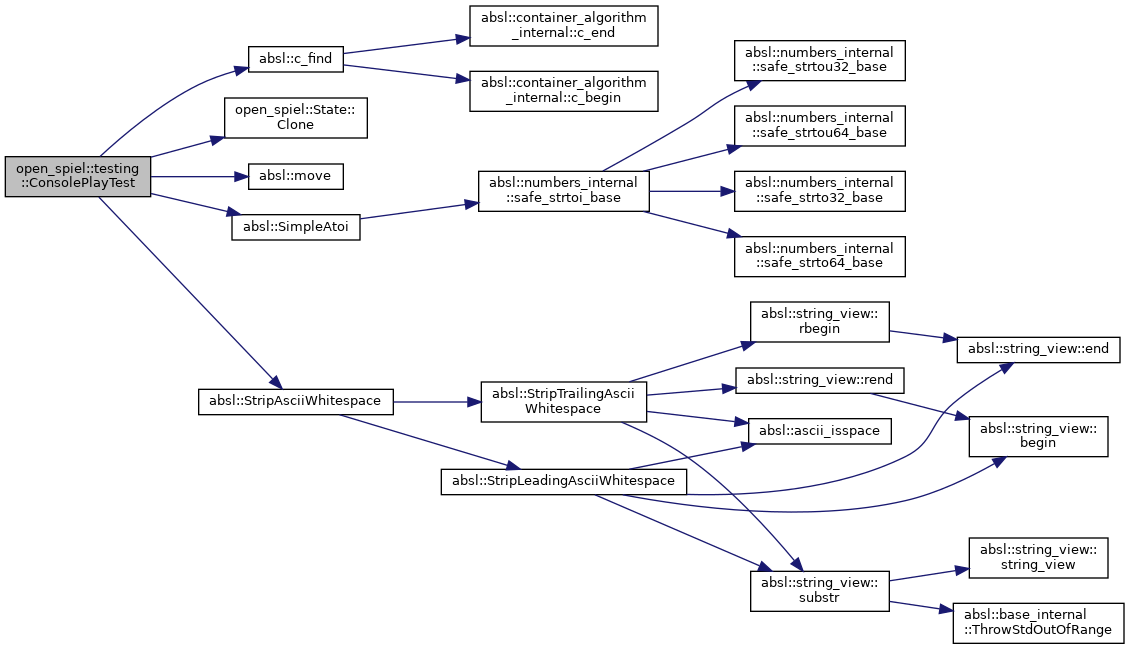 open_spiel::testing
::ConsolePlayTest
absl::c_find
absl::container_algorithm
_internal::c_end
absl::container_algorithm
_internal::c_begin
open_spiel::State::
Clone
absl::move
absl::SimpleAtoi
absl::numbers_internal
::safe_strtoi_base
absl::numbers_internal
::safe_strtou32_base
absl::numbers_internal
::safe_strtou64_base
absl::numbers_internal
::safe_strto32_base
absl::numbers_internal
::safe_strto64_base
absl::StripAsciiWhitespace
absl::StripTrailingAscii
Whitespace
absl::StripLeadingAsciiWhitespace
absl::string_view::
rbegin
absl::string_view::rend
absl::ascii_isspace
absl::string_view::
substr
absl::string_view::end
absl::string_view::
begin
absl::string_view::
string_view
absl::base_internal
::ThrowStdOutOfRange